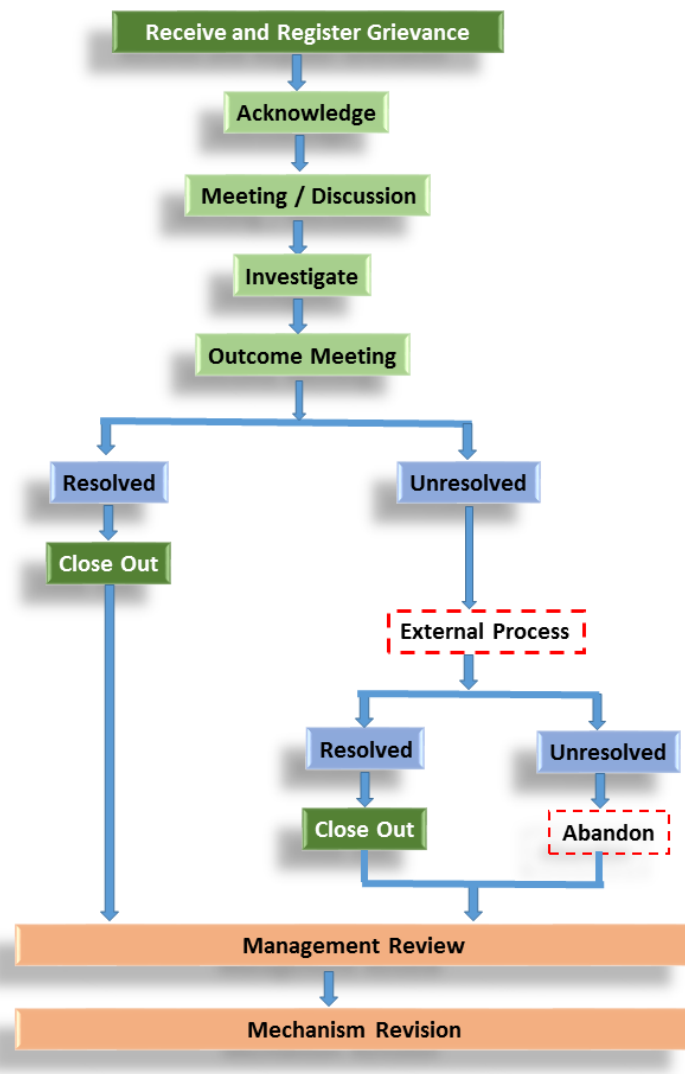 Receive and Register Grievance
Acknowledge
Meeting / Discussion
Investigate
Outcome Meeting
Resolved
Unresolved
Close Out
External Process
Resolved
Unresolved
Close Out
Abandon
Management Review
Mechanism Revision